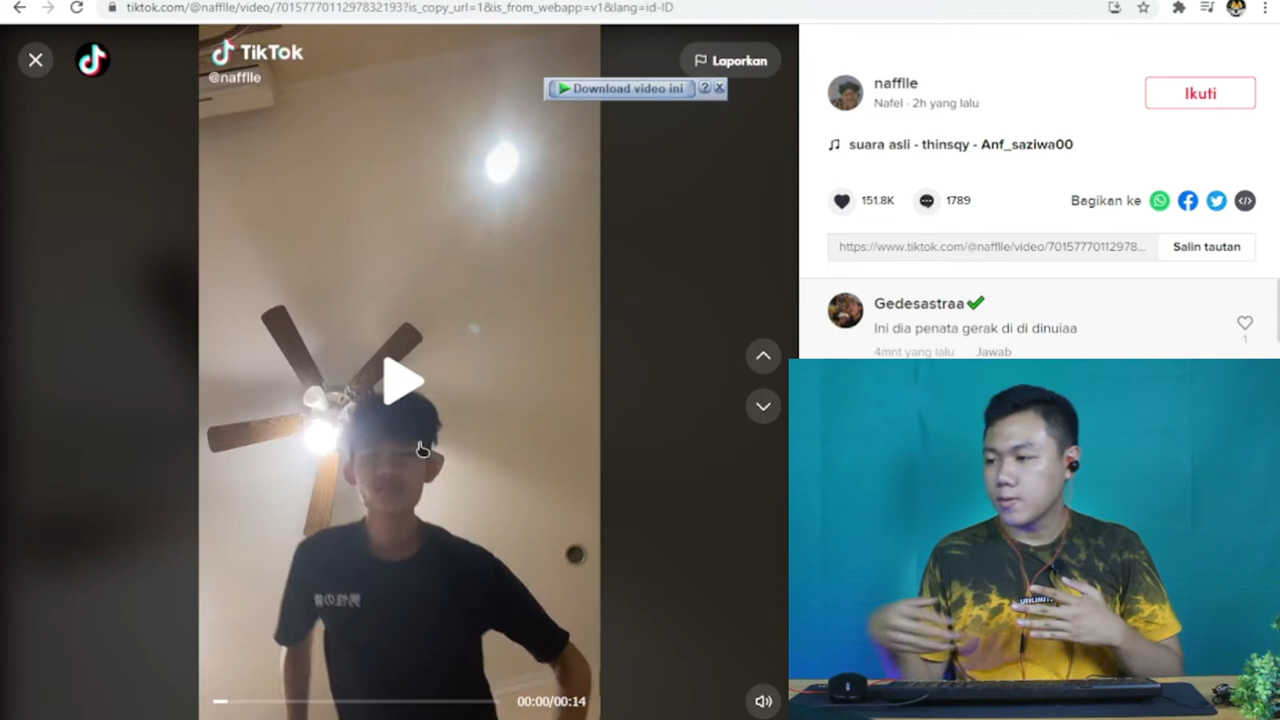 tiktok.com/@nafflle/video/7015777011297832193?is_copy_url=1&is_from_webapp=v1&lang=id-ID
TikTok
@nafflle
Laporkan
Download video ini
nafflle
Nafel · 2h yang lalu
Ikuti
suara asli - thinsqy - Anf_saziwa00
151.8K
1789
Bagikan ke
https://www.tiktok.com/@nafflle/video/70157770112978...
Salin tautan
Gedesastraa
Ini dia penata gerak di di dinuiaa
4mnt yang lalu
Jawab
1
00:00/00:14